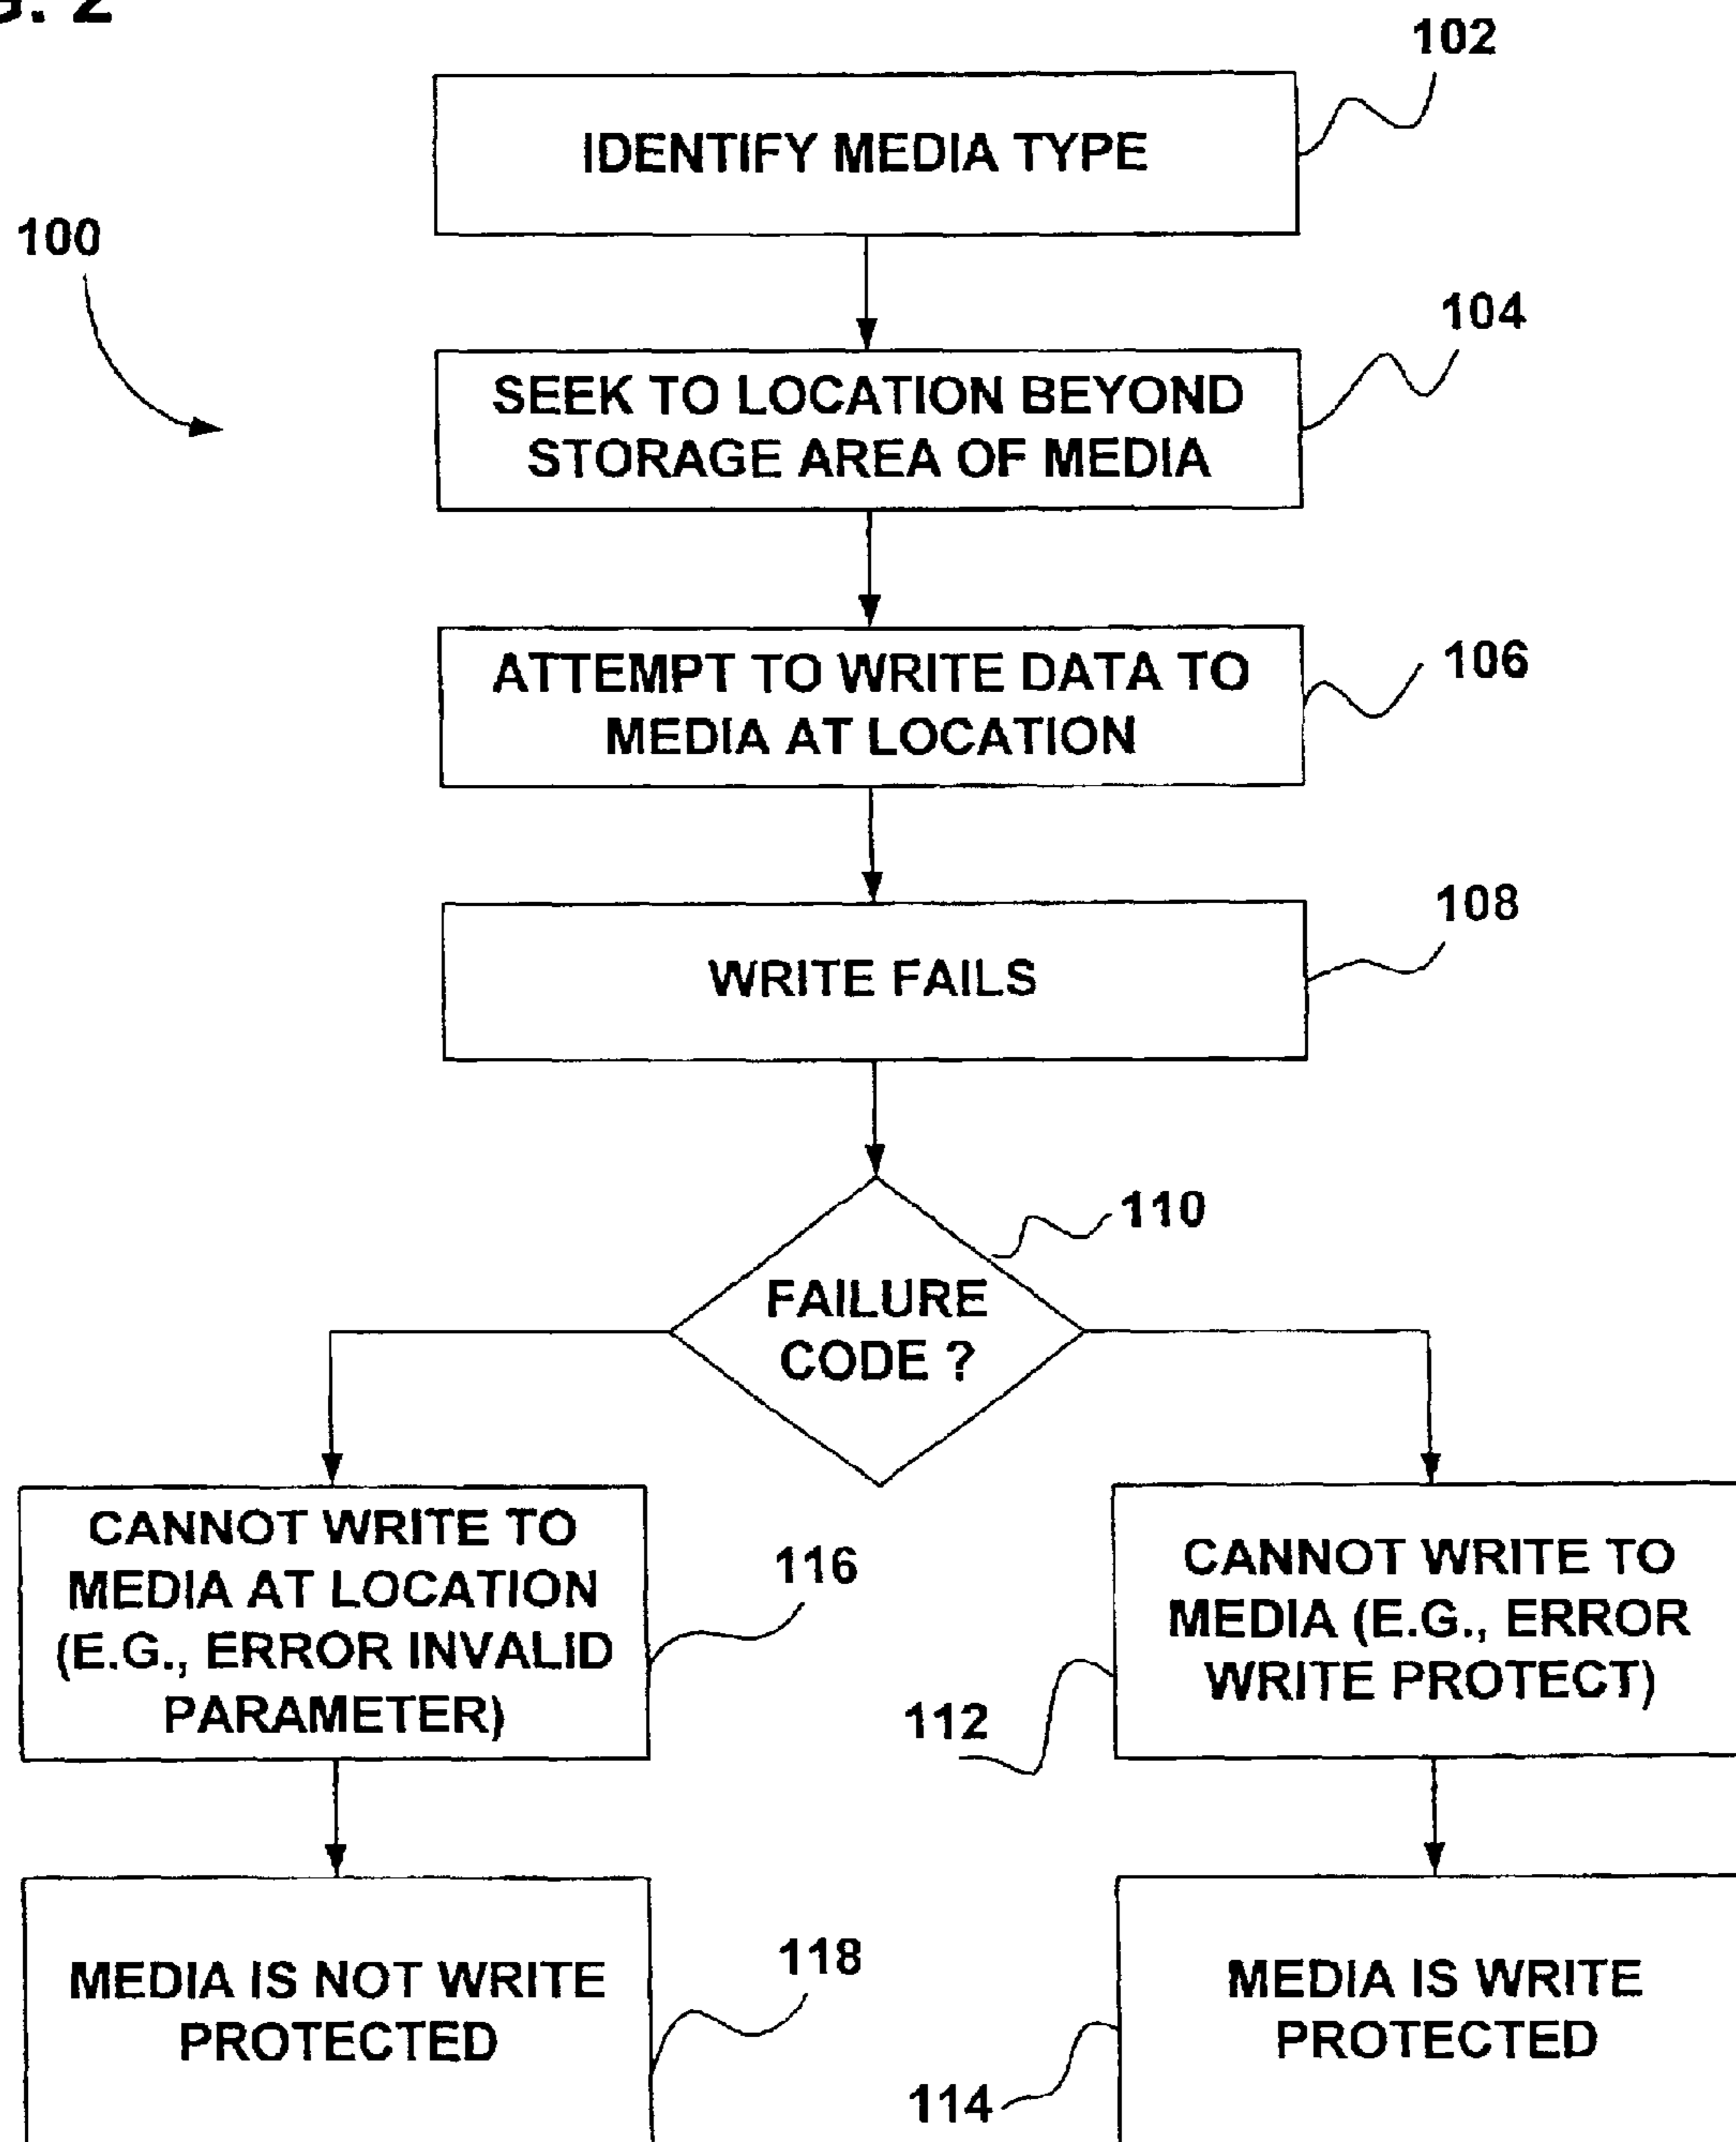 G. 2
102
IDENTIFY MEDIA TYPE
100
104
SEEK TO LOCATION BEYOND
STORAGE AREA OF MEDIA
106
ATTEMPT TO WRITE DATA TO
MEDIA AT LOCATION
108
WRITE FAILS
110
FAILURE
CODE ?
CANNOT WRITE TO
MEDIA AT LOCATION
(E.G., ERROR INVALID
PARAMETER)
116
CANNOT WRITE TO
MEDIA (E.G., ERROR
WRITE PROTECT)
112
MEDIA IS NOT WRITE
PROTECTED
118
MEDIA IS WRITE
PROTECTED
114